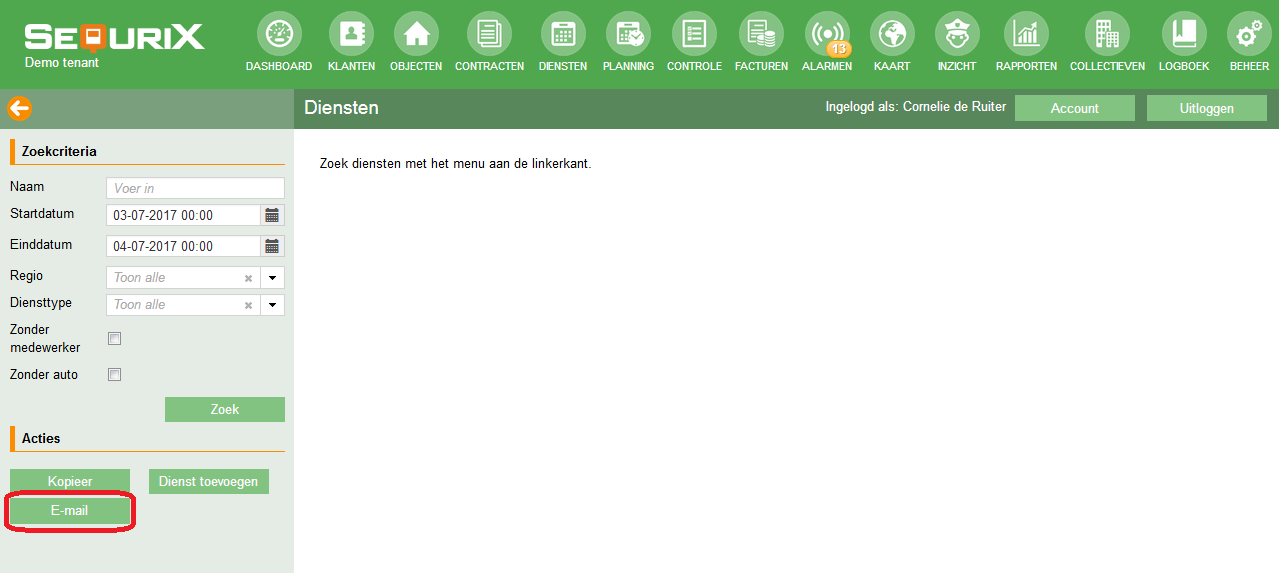 SEQURIX
Demo tenant
DASHBOARD
KLANTEN
OBJECTEN
CONTRACTEN
DIENSTEN
PLANNING
CONTROLE
FACTUREN
13
ALARMEN
KAART
INZICHT
RAPPORTEN
COLLECTIEVEN
LOGBOEK
BEHEER
Diensten
Ingelogd als: Cornelie de Ruiter
Account
Uitloggen
Zoekcriteria
Naam
Voer in
Startdatum
03-07-2017 00:00
Einddatum
04-07-2017 00:00
Regio
Toon alle
Diensttype
Toon alle
Zonder
medewerker
Zonder auto
Zoek
Acties
Kopieer
Dienst toevoegen
E-mail
Zoek diensten met het menu aan de linkerkant.